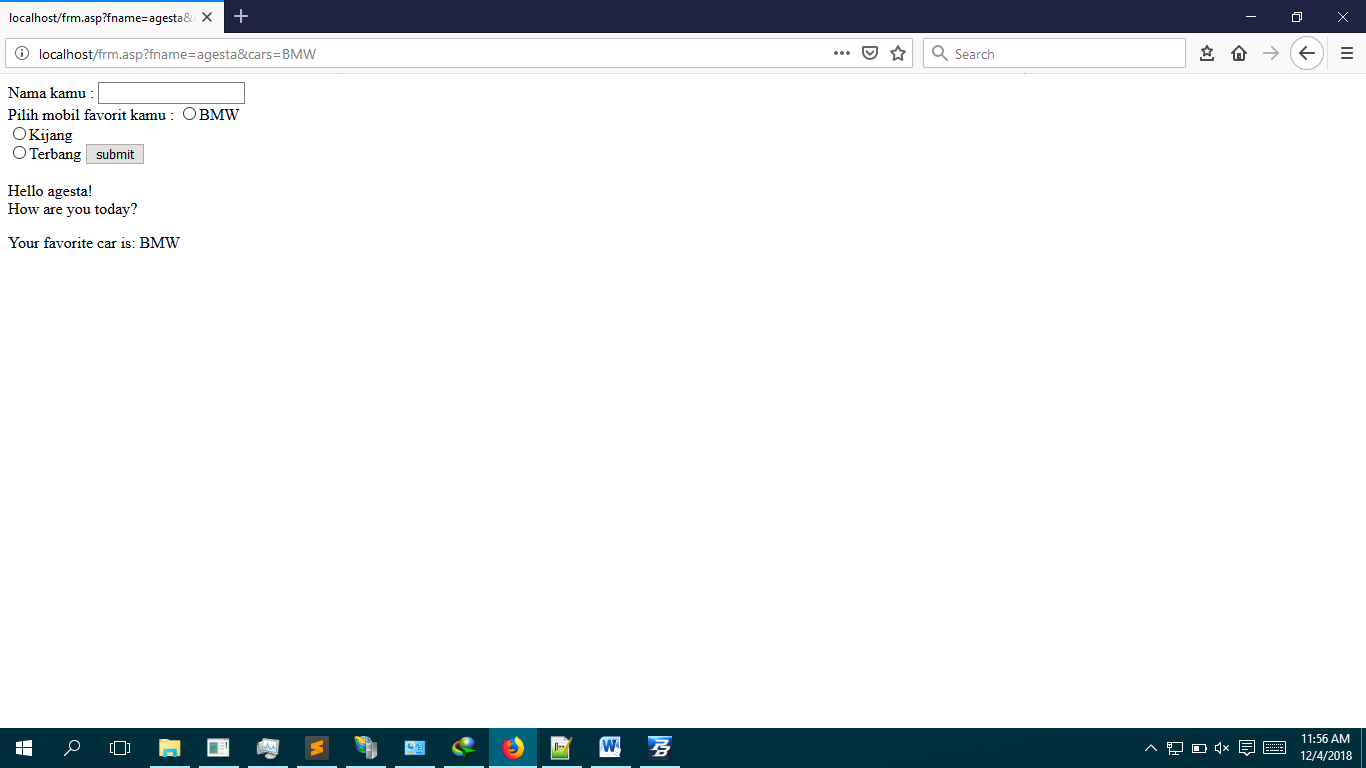 localhost/frm.asp?fname=agesta&c
localhost/frm.asp?fname=agesta&cars=BMW
Search
Nama kamu :
Pilih mobil favorit kamu : BMW
Kijang
Terbang submit
Hello agesta!
How are you today?
Your favorite car is: BMW
11:56 AM
12/4/2018